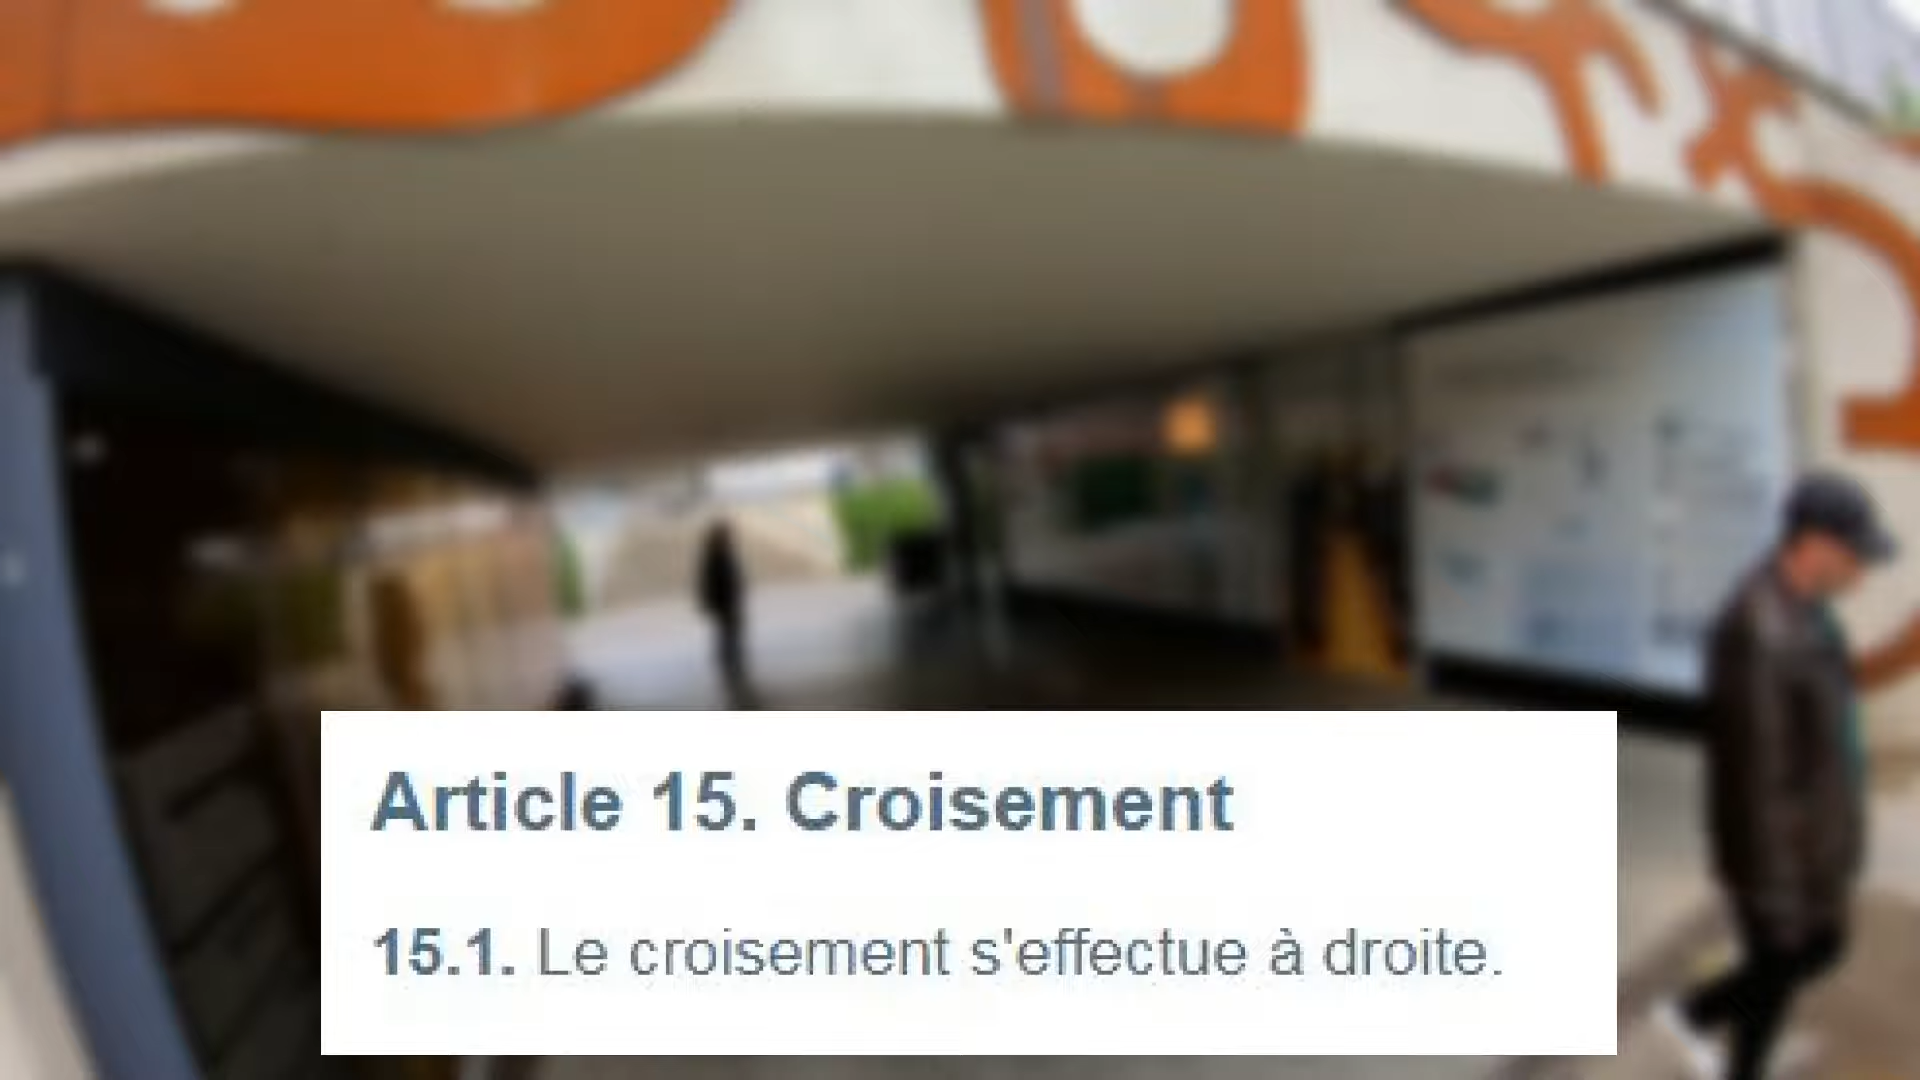 Article 15. Croisement
15.1. Le croisement s'effectue à droite.